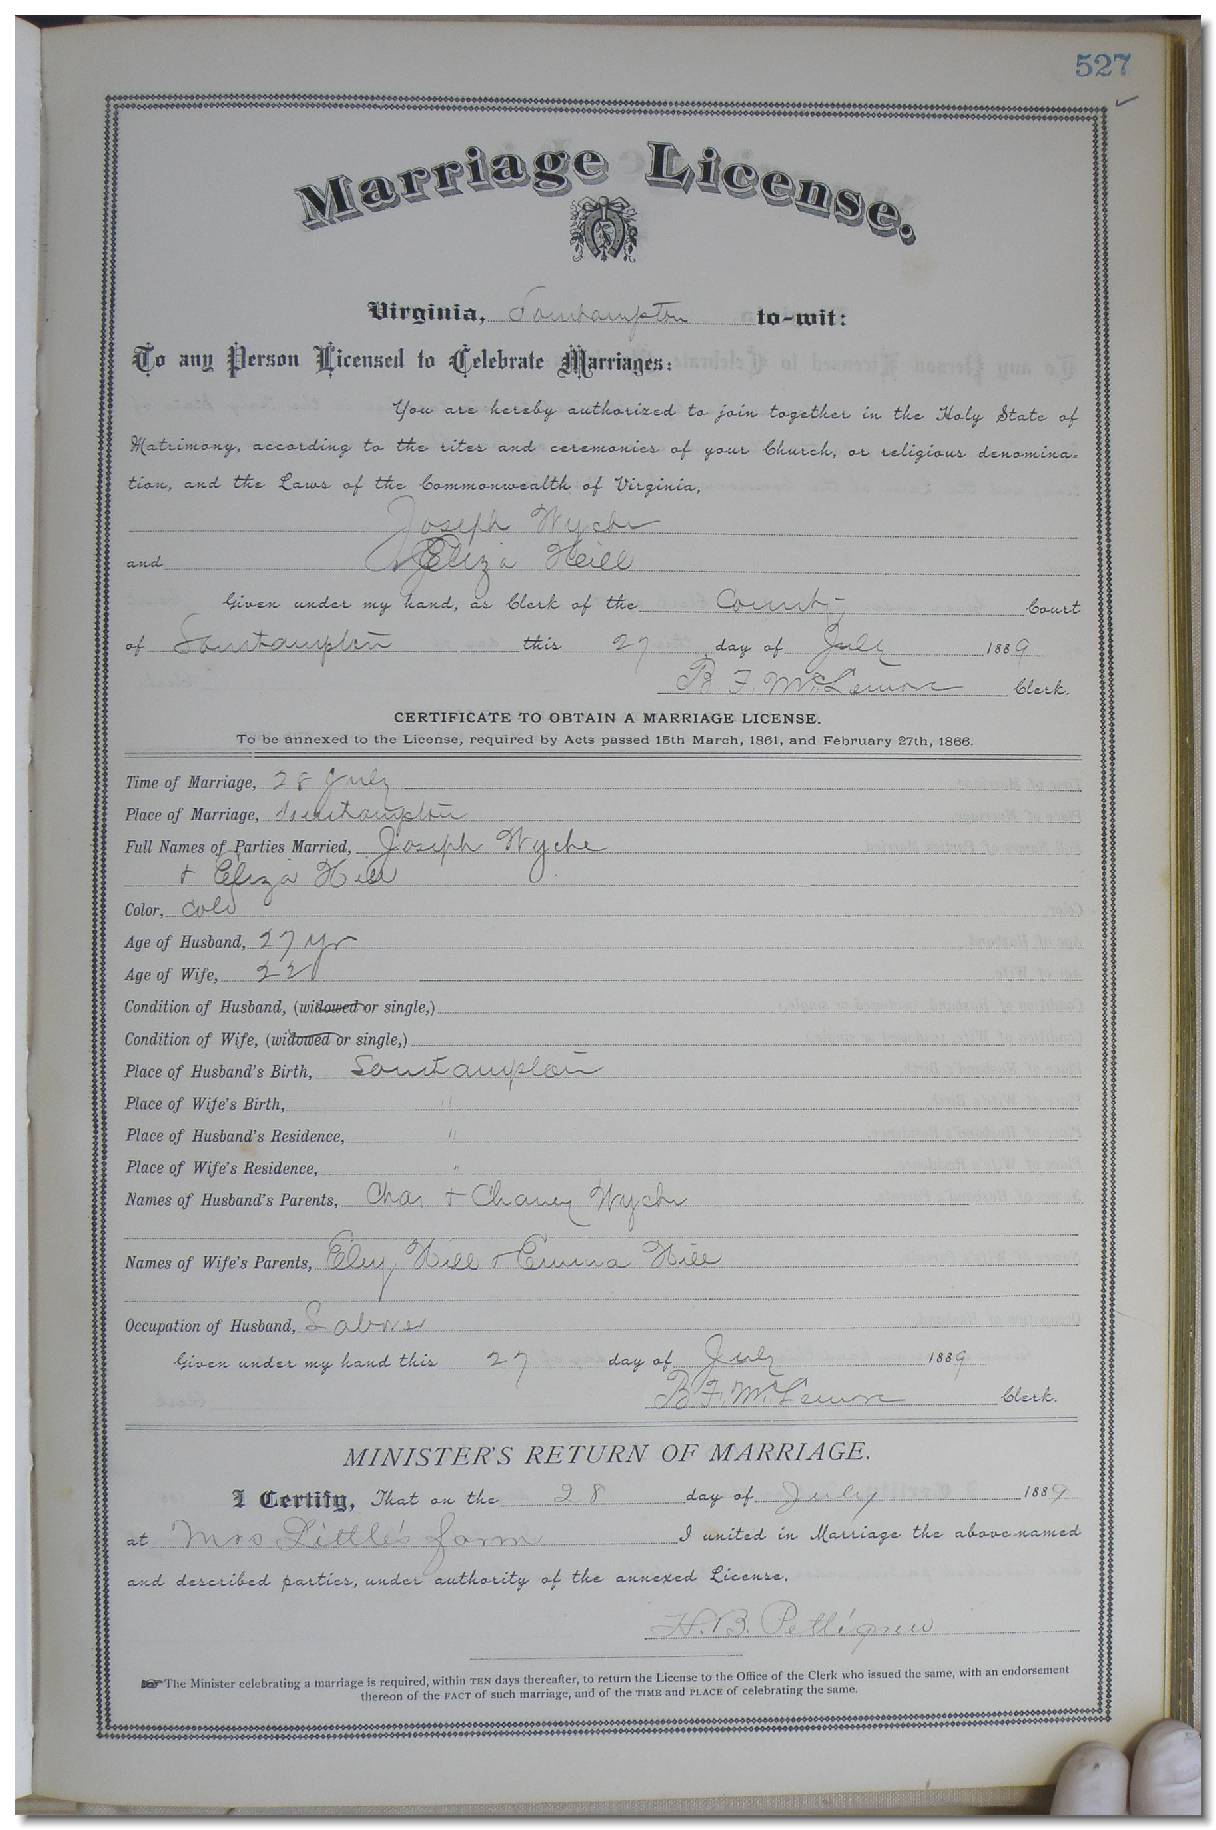 527
Marriage License.
Virginia, Southampton to-wit:
To any Person Licensed to Celebrate Marriages:
You are hereby authorized to join together in the Holy State of
Matrimony, according to the rites and ceremonies of your Church, or religious denomina-
tion, and the Laws of the Commonwealth of Virginia,
Joseph Wyche
and Eliza Hill
Given under my hand, as Clerk of the County Court
of Southampton this 27 day of July 1889
B. F. McLemore Clerk.
CERTIFICATE TO OBTAIN A MARRIAGE LICENSE.
To be annexed to the License, required by Acts passed 15th March, 1861, and February 27th, 1866.
Time of Marriage, 28 July
Place of Marriage, Southampton
Full Names of Parties Married, Joseph Wyche
+ Eliza Hill
Color, Cold
Age of Husband, 27 yr
Age of Wife, 22
Condition of Husband, (widowed or single,)
Condition of Wife, (widowed or single,)
Place of Husband's Birth, Southampton
Place of Wife's Birth, "
Place of Husband's Residence, "
Place of Wife's Residence, "
Names of Husband's Parents, Chas + Chaney Wyche
Names of Wife's Parents, Eley Hill + Emma Hill
Occupation of Husband, Laborer
Given under my hand this 27 day of July 1889
B. F. McLemore Clerk.
MINISTER'S RETURN OF MARRIAGE.
I Certify, That on the 28 day of July 1889
at Mrs Little's farm I united in Marriage the above-named
and described parties, under authority of the annexed License.
H. B. Pettigrew
The Minister celebrating a marriage is required, within TEN days thereafter, to return the License to the Office of the Clerk who issued the same, with an endorsement
thereon of the FACT of such marriage, and of the TIME and PLACE of celebrating the same.